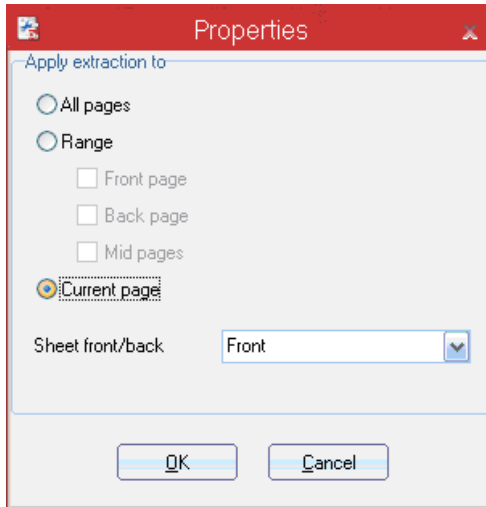 Properties
Apply extraction to
All pages
Range
Front page
Back page
Mid pages
Current page
Sheet front/back Front
OK Cancel